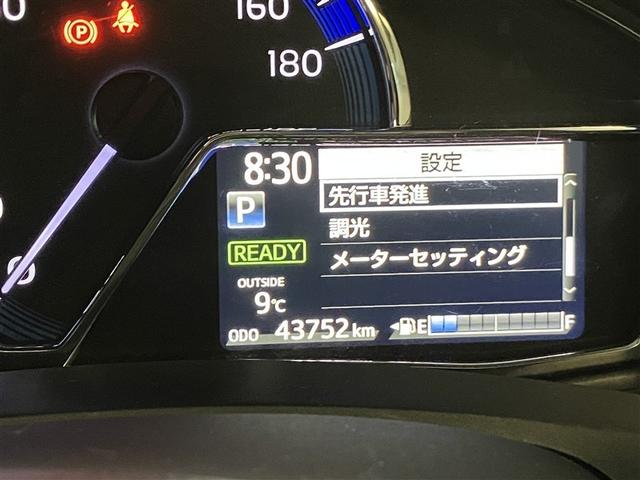 160
180
P
8:30
設定
P
先行車発進
調光
READY
メーターセッティング
OUTSIDE
9℃
ODO 43752 km
E F